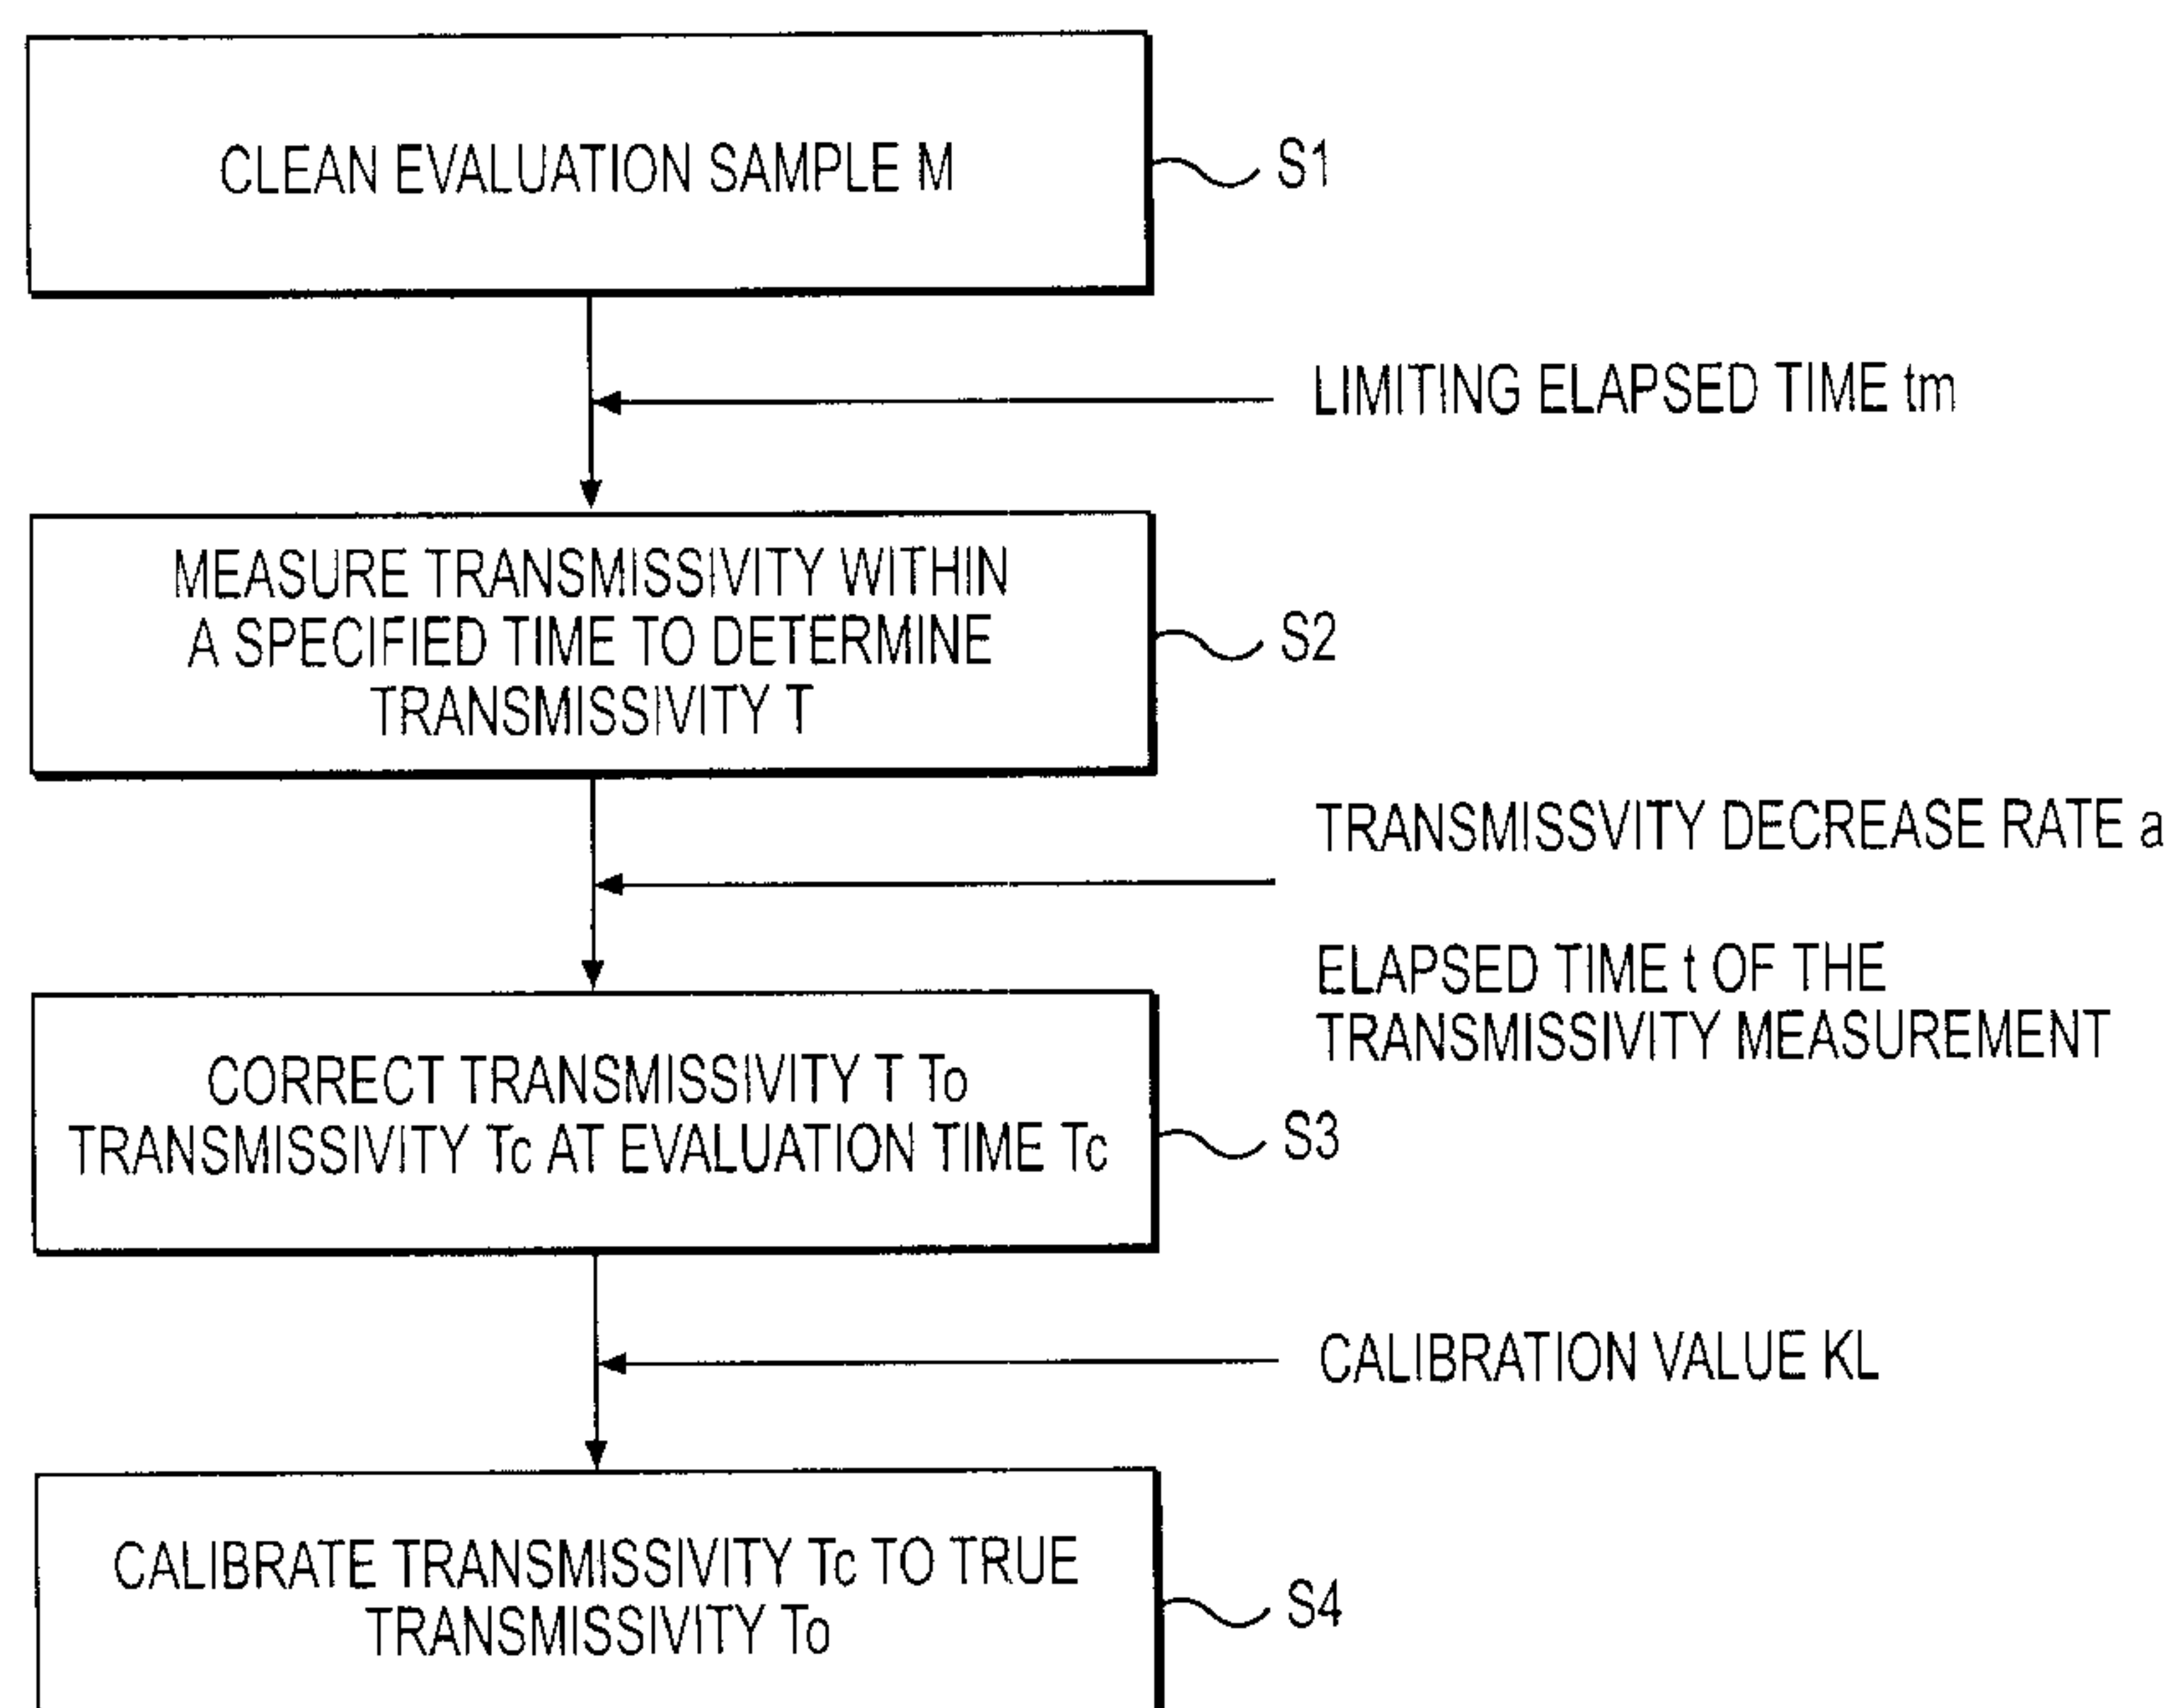 CLEAN EVALUATION SAMPLE M
S1
LIMITING ELAPSED TIME tm
MEASURE TRANSMISSIVITY WITHIN
A SPECIFIED TIME TO DETERMINE
TRANSMISSIVITY T
S2
TRANSMISSVITY DECREASE RATE a
ELAPSED TIME t OF THE
TRANSMISSIVITY MEASUREMENT
CORRECT TRANSMISSIVITY T To
TRANSMISSIVITY Tc AT EVALUATION TIME Tc
S3
CALIBRATION VALUE KL
CALIBRATE TRANSMISSIVITY Tc TO TRUE
TRANSMISSIVITY To
S4